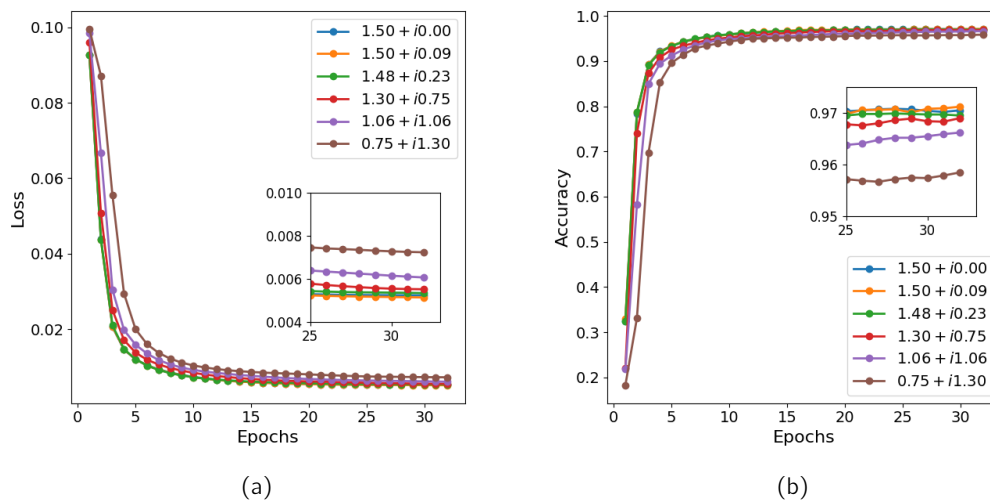 0.10
0.08
0.06
0.04
0.02
Loss
0
5
10
15
20
25
30
Epochs
1.50 + i0.00
1.50 + i0.09
1.48 + i0.23
1.30 + i0.75
1.06 + i1.06
0.75 + i1.30
0.010
0.008
0.006
0.004
25
30
(a)
1.0
0.9
0.8
0.7
0.6
0.5
0.4
0.3
0.2
Accuracy
0
5
10
15
20
25
30
Epochs
0.97
0.96
0.95
25
30
1.50 + i0.00
1.50 + i0.09
1.48 + i0.23
1.30 + i0.75
1.06 + i1.06
0.75 + i1.30
(b)